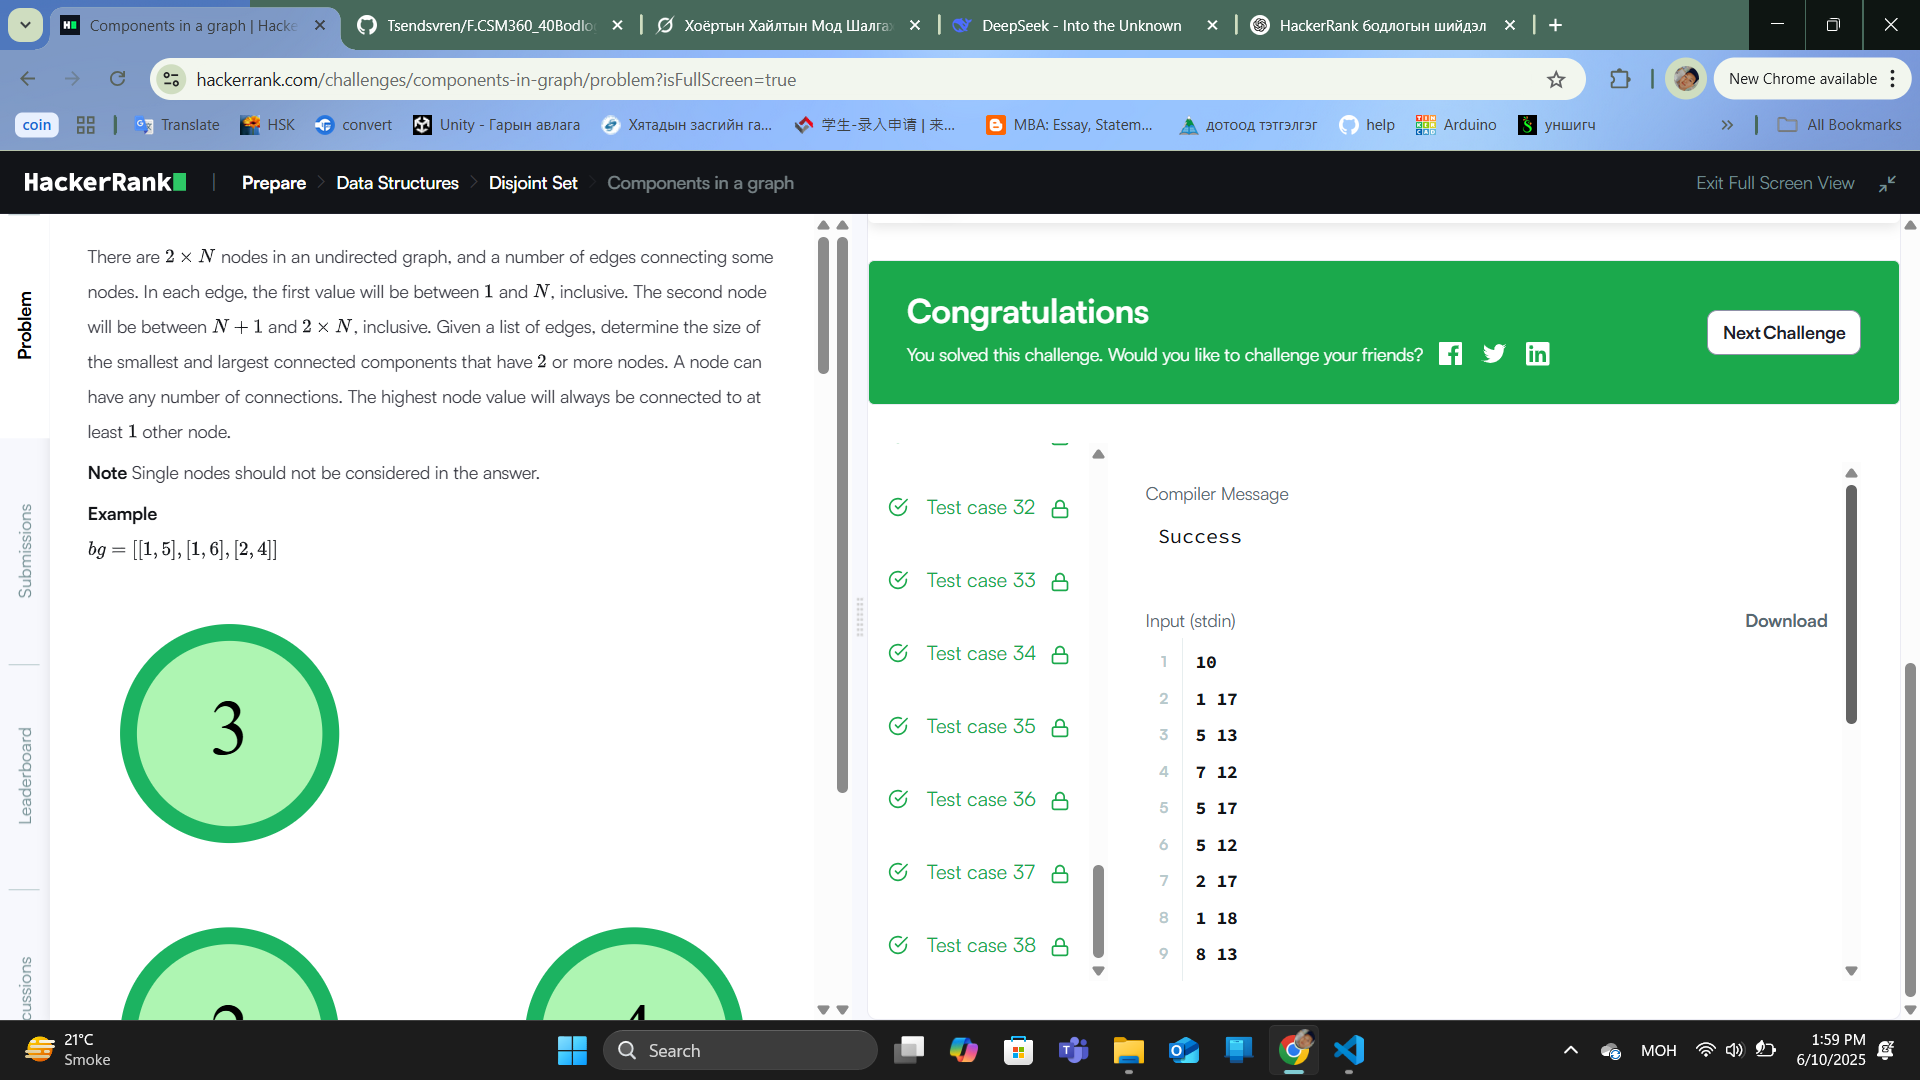 Components in a graph | Hacke
Tsendsvren/F.CSM360_40Bodlo
Хоёртын Хайлтын Мод Шалга
DeepSeek - Into the Unknown
HackerRank бодлогын шийдэл
hackerrank.com/challenges/components-in-graph/problem?isFullScreen=true
New Chrome available
coin
Translate
HSK
convert
Unity - Гарын авлага
Хятадын засгийн га...
学生-录入申请 | 来...
MBA: Essay, Statem...
дотоод тэтгэлгэг
help
Arduino
уншигч
All Bookmarks
HackerRank
Prepare
Data Structures
Disjoint Set
Components in a graph
Exit Full Screen View
Problem
Submissions
Leaderboard
cussions
There are 2 × N nodes in an undirected graph, and a number of edges connecting some
nodes. In each edge, the first value will be between 1 and N, inclusive. The second node
will be between N + 1 and 2 × N, inclusive. Given a list of edges, determine the size of
the smallest and largest connected components that have 2 or more nodes. A node can
have any number of connections. The highest node value will always be connected to at
least 1 other node.
Note Single nodes should not be considered in the answer.
Example
bg = [[1, 5], [1, 6], [2, 4]]
3
2
4
Congratulations
You solved this challenge. Would you like to challenge your friends?
Next Challenge
Test case 32
Test case 33
Test case 34
Test case 35
Test case 36
Test case 37
Test case 38
Compiler Message
Success
Input (stdin)
Download
1 10
2 1 17
3 5 13
4 7 12
5 5 17
6 5 12
7 2 17
8 1 18
9 8 13
21°C
Smoke
Search
МОН
1:59 PM
6/10/2025